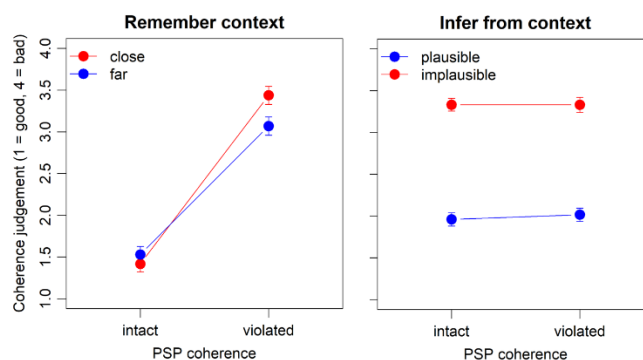 Remember context
close
far
Coherence judgement (1 = good, 4 = bad)
4.0
3.5
3.0
2.5
2.0
1.5
1.0
intact
violated
PSP coherence
Infer from context
plausible
implausible
intact
violated
PSP coherence